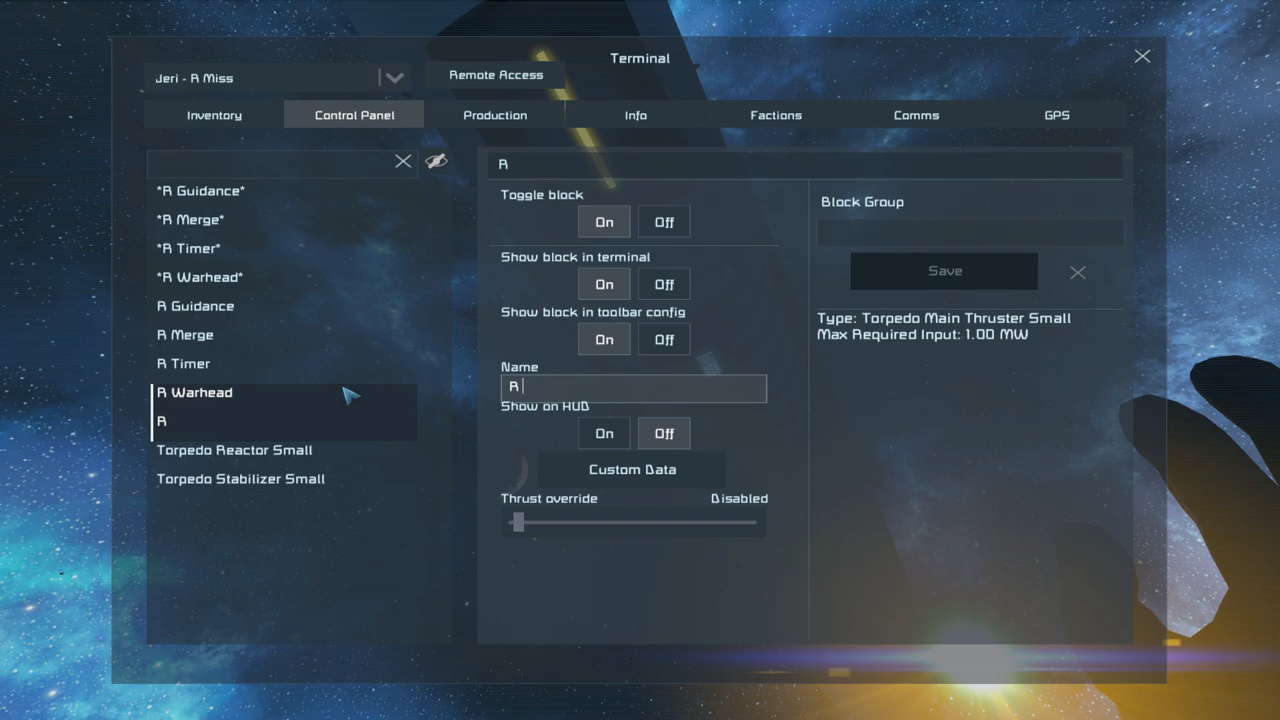 Terminal
Jeri - R Miss
Remote Access
Inventory
Control Panel
Production
Info
Factions
Comms
GPS
*R Guidance*
*R Merge*
*R Timer*
*R Warhead*
R Guidance
R Merge
R Timer
R Warhead
R
Torpedo Reactor Small
Torpedo Stabilizer Small
R
Toggle block
On Off
Show block in terminal
On Off
Show block in toolbar config
On Off
Name
R
Show on HUD
On Off
Custom Data
Thrust override Disabled
Block Group
Save
Type: Torpedo Main Thruster Small
Max Required Input: 1.00 MW